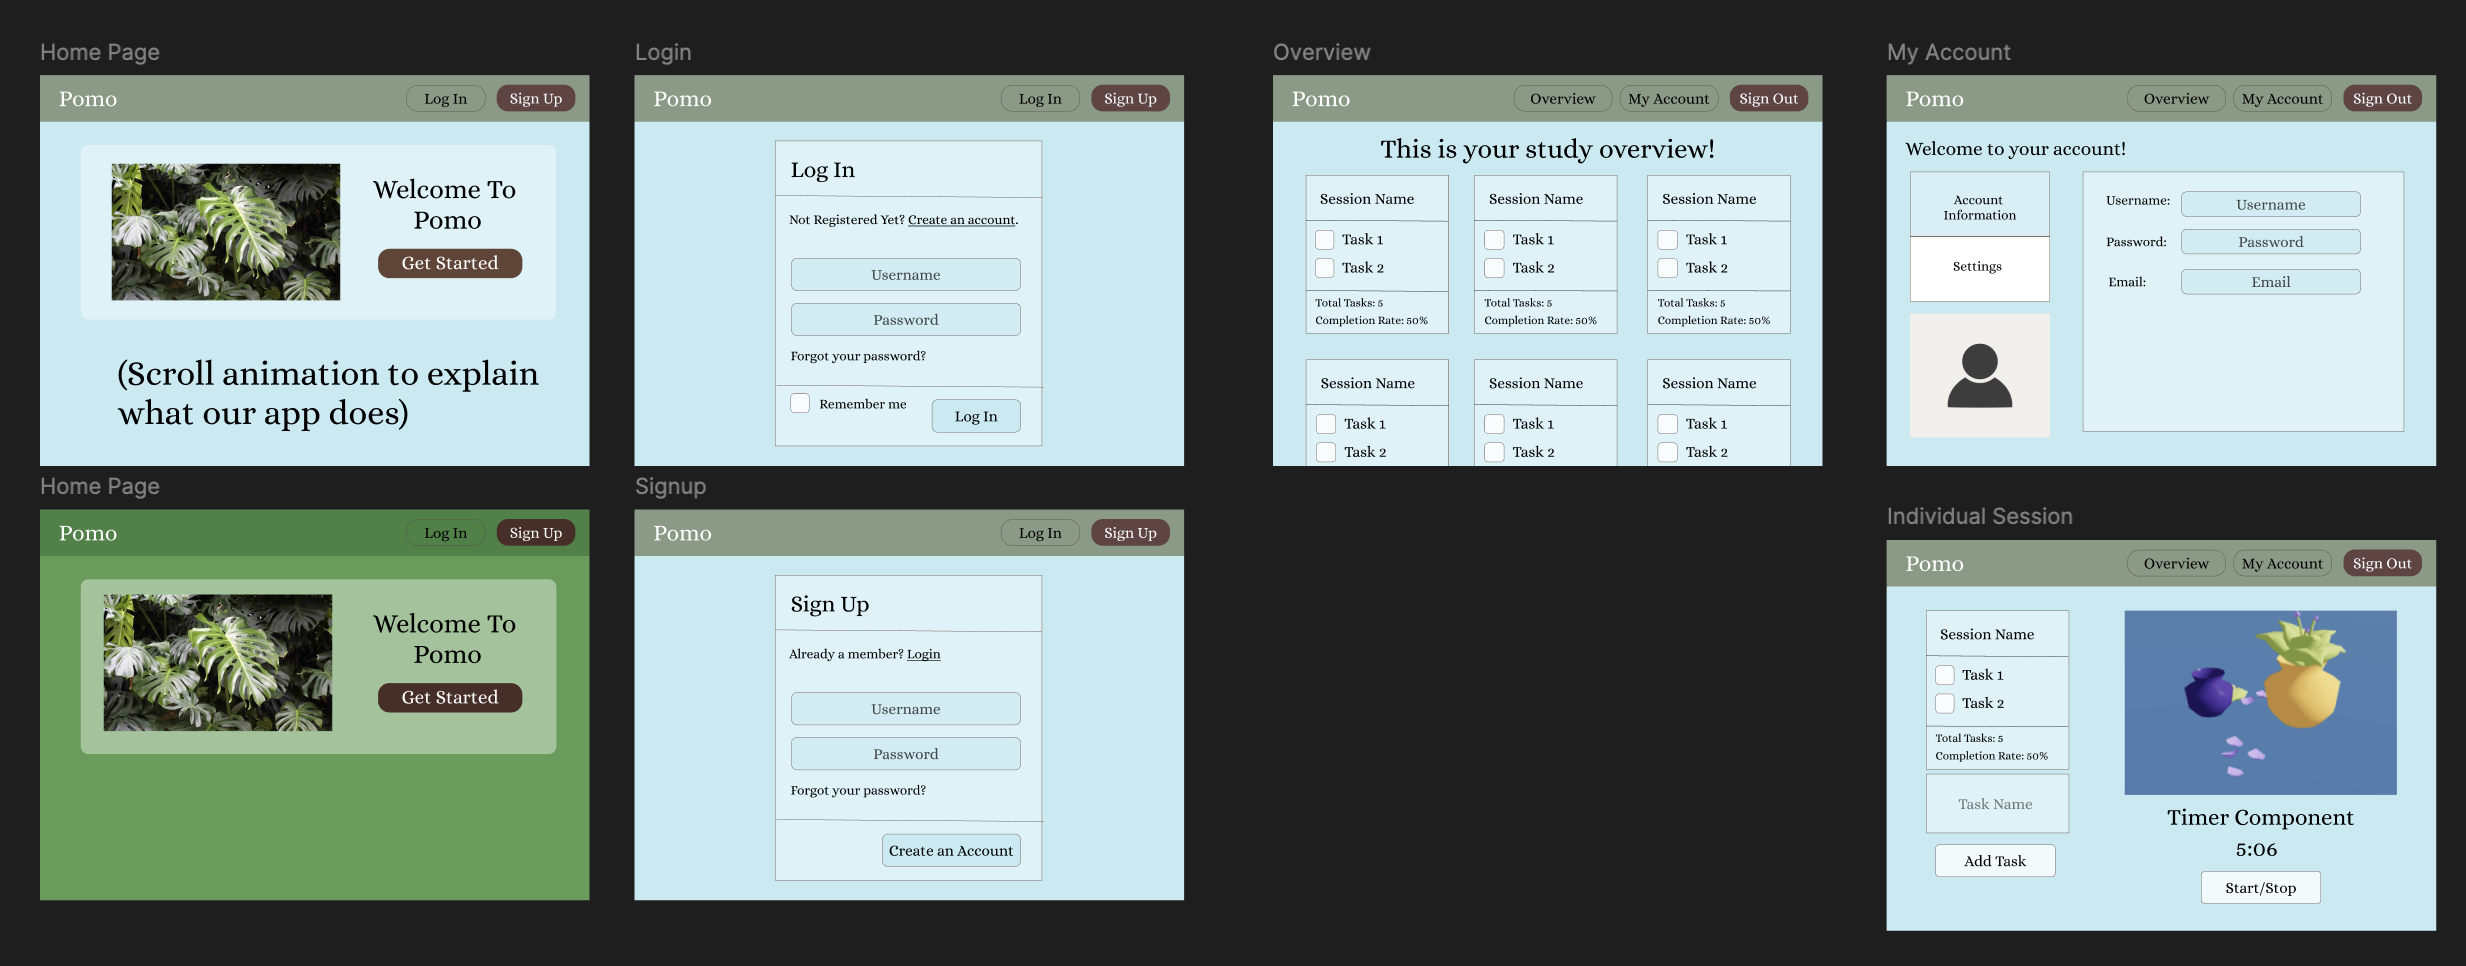 Home Page
Pomo
Log In
Sign Up
Welcome To
Pomo
Get Started
(Scroll animation to explain
what our app does)
Login
Pomo
Log In
Sign Up
Log In
Not Registered Yet? Create an account.
Username
Password
Forgot your password?
Remember me
Log In
Overview
Pomo
Overview
My Account
Sign Out
This is your study overview!
Session Name
Task 1
Task 2
Total Tasks: 5
Completion Rate: 50%
Session Name
Task 1
Task 2
Total Tasks: 5
Completion Rate: 50%
Session Name
Task 1
Task 2
Total Tasks: 5
Completion Rate: 50%
Session Name
Task 1
Task 2
Session Name
Task 1
Task 2
Session Name
Task 1
Task 2
My Account
Pomo
Overview
My Account
Sign Out
Welcome to your account!
Account
Information
Settings
Username:
Username
Password:
Password
Email:
Email
Home Page
Pomo
Log In
Sign Up
Welcome To
Pomo
Get Started
Signup
Pomo
Log In
Sign Up
Sign Up
Already a member? Login
Username
Password
Forgot your password?
Create an Account
Individual Session
Pomo
Overview
My Account
Sign Out
Session Name
Task 1
Task 2
Total Tasks: 5
Completion Rate: 50%
Task Name
Add Task
Timer Component
5:06
Start/Stop